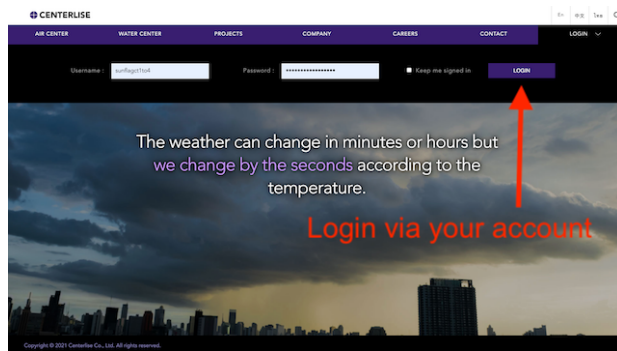 CENTERLISE
AIR CENTER WATER CENTER PROJECTS COMPANY CAREERS CONTACT LOGIN
Username : Password : •••••••••••••••• Keep me signed in LOGIN
The weather can change in minutes or hours but
we change by the seconds according to the
temperature.
Login via your account
Copyright © 2021 Centerlise Co., Ltd. All rights reserved.